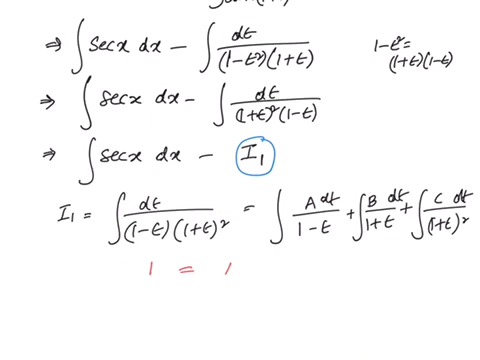 ⇒ ∫ Secx dx − ∫ dt / (1−t²)(1+t)    1−t² = (1+t)(1−t)
⇒ ∫ secx dx − ∫ dt / (1+t)²(1−t)
⇒ ∫ secx dx − I₁
I₁ = ∫ dt / (1−t)(1+t)² = ∫ A dt / 1−t + ∫ B dt / 1+t + ∫ C dt / (1+t)²
1 = 1